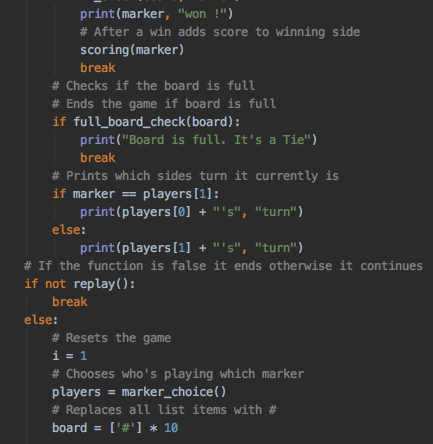 print(marker, "won !")
# After a win adds score to winning side
scoring(marker)
break
# Checks if the board is full
# Ends the game if board is full
if full_board_check(board):
print("Board is full. It's a Tie")
break
# Prints which sides turn it currently is
if marker == players[1]:
print(players[0] + "'s", "turn")
else:
print(players[1] + "'s", "turn")
# If the function is false it ends otherwise it continues
if not replay():
break
else:
# Resets the game
i = 1
# Chooses who's playing which marker
players = marker_choice()
# Replaces all list items with #
board = ['#'] * 10